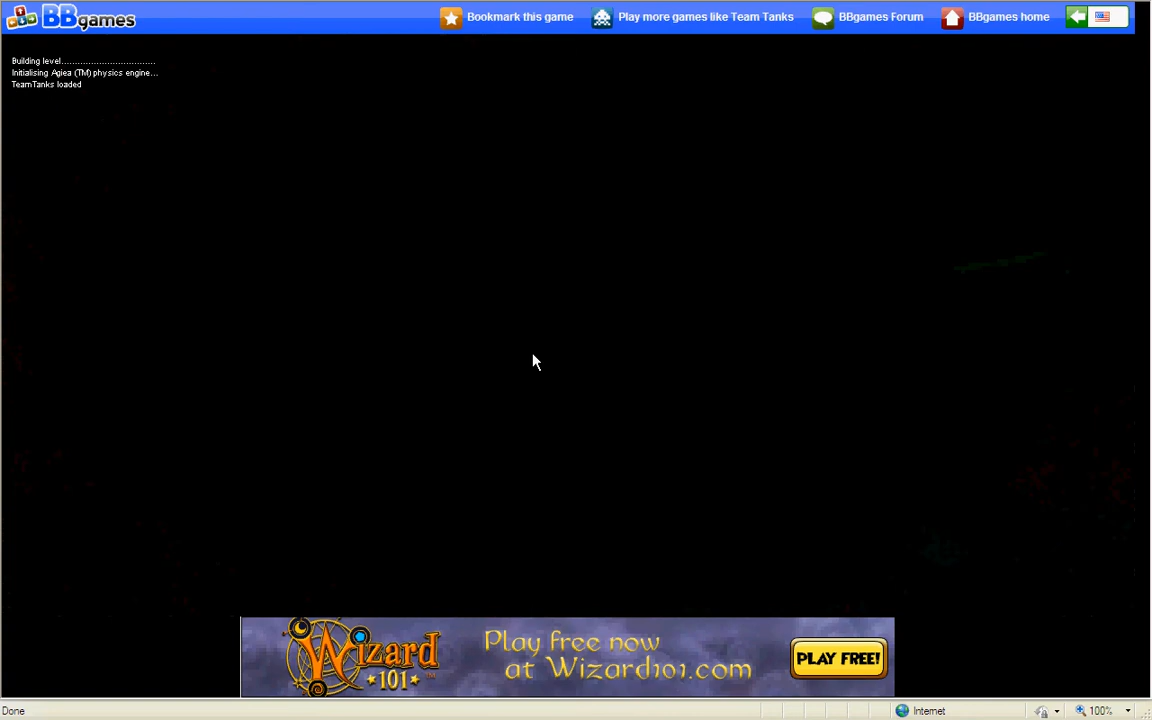 BBgames
Bookmark this game
Play more games like Team Tanks
BBgames Forum
BBgames home
Building level...................................
Initialising Agiea (TM) physics engine...
TeamTanks loaded
Wizard
101
TM
Play free now
at Wizard101.com
PLAY FREE!
Done
Internet
100%